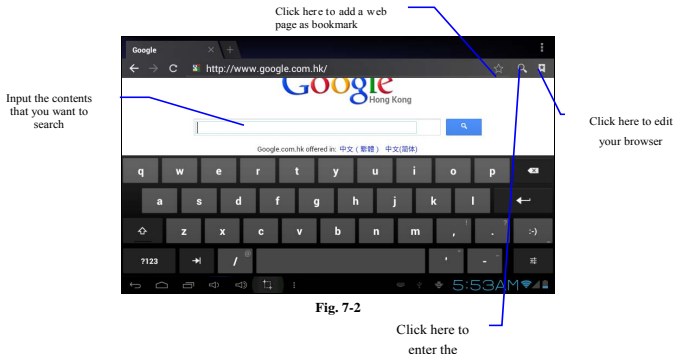 Click here to add a web
page as bookmark
Google
http://www.google.com.hk/
Google
Hong Kong
Input the contents
that you want to
search
Click here to edit
your browser
Google.com.hk offered in: 中文（繁體） 中文(简体)
q w e r t y u i o p
a s d f g h j k l
z x c v b n m , ! . ? :-)
?123 / @ ' " - _
5:53AM
Fig. 7-2
Click here to
enter the